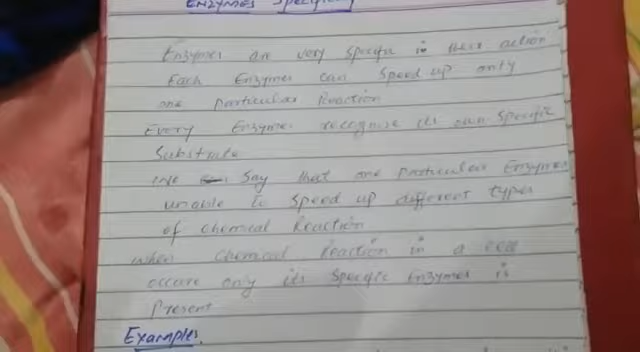 ENZYMES Specificity
Enzymes are very specific in their action
Each Enzymes can speed up only
one particular Reaction
Every Enzymes recognise its own specific
Substrate
we say that one particular Enzymes
unable to speed up different types
of chemical Reaction
when chemical Reaction in a cell
occure only its specific Enzymes is
Present
Examples.